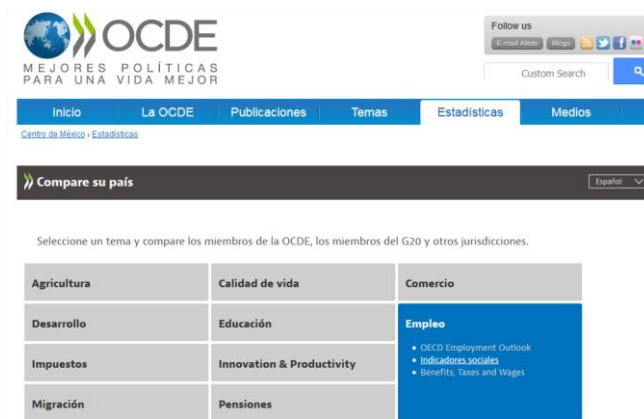 OCDE
MEJORES POLÍTICAS
PARA UNA VIDA MEJOR
Follow us
E-mail Alerts Blogs
Custom Search
Inicio La OCDE Publicaciones Temas Estadísticas Medios
Centro de México › Estadísticas
Compare su país
Español
Seleccione un tema y compare los miembros de la OCDE, los miembros del G20 y otros jurisdicciones.
Agricultura Calidad de vida Comercio
Desarrollo Educación Empleo
• OECD Employment Outlook
• Indicadores sociales
• Benefits, Taxes and Wages
Impuestos Innovation & Productivity
Migración Pensiones